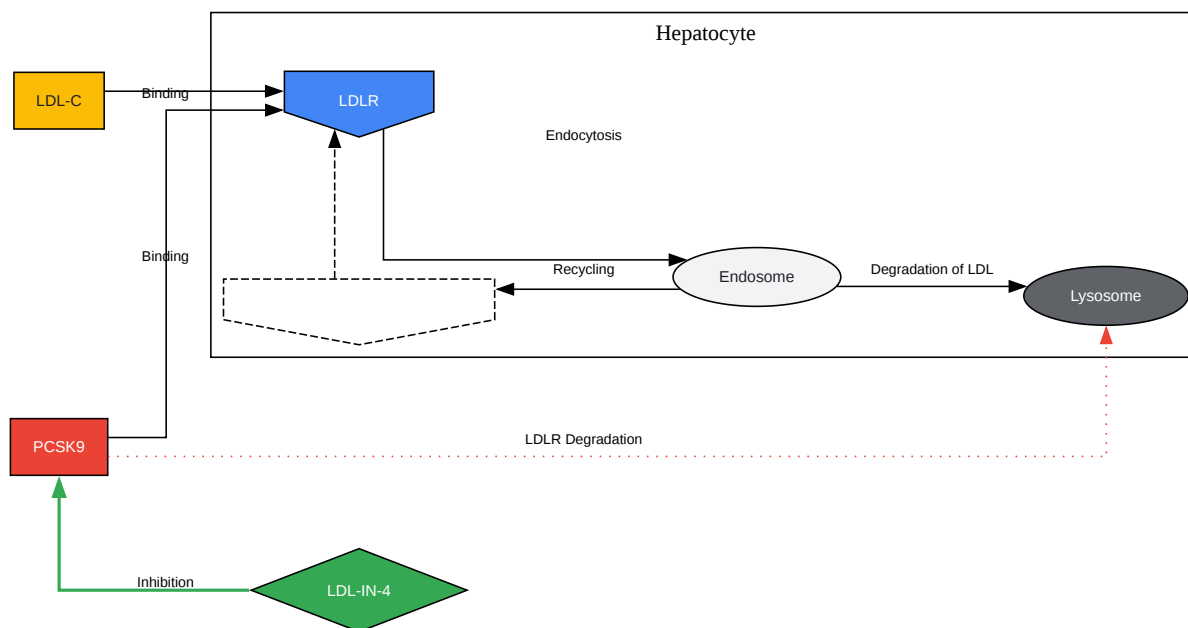 Hepatocyte
LDL-C
Binding
LDLR
Endocytosis
Binding
Recycling
Endosome
Degradation of LDL
Lysosome
PCSK9
LDLR Degradation
Inhibition
LDL-IN-4